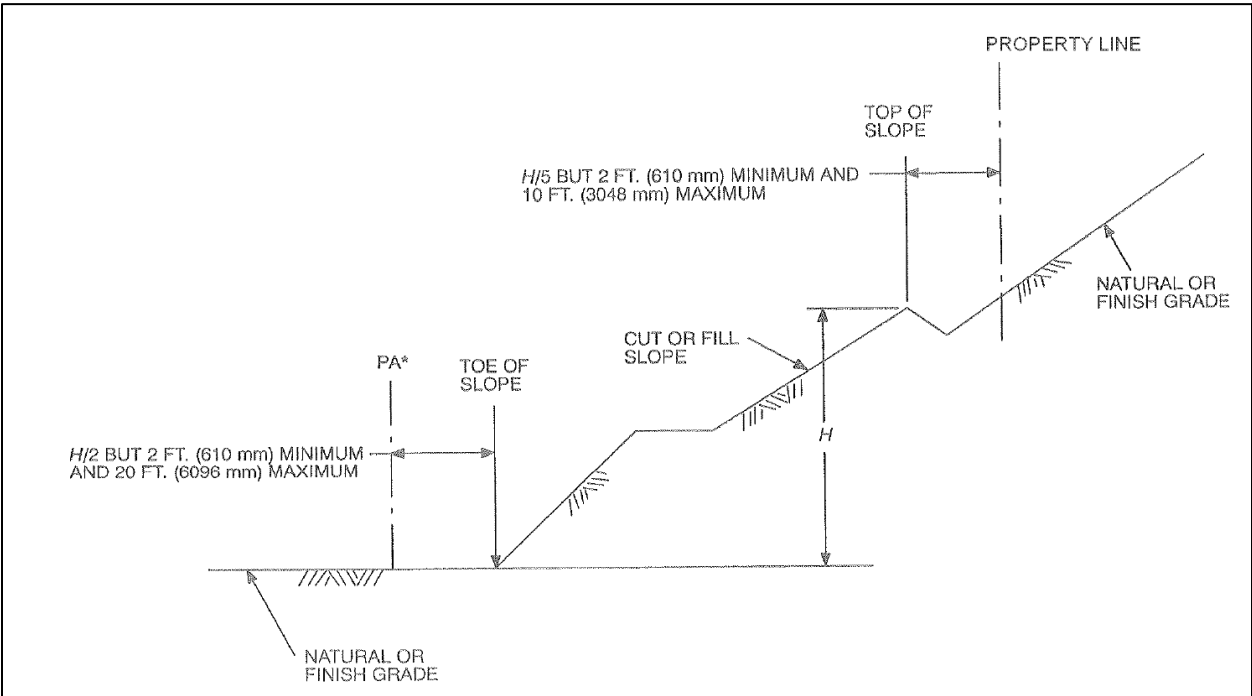 PROPERTY LINE
TOP OF
SLOPE
H/5 BUT 2 FT. (610 mm) MINIMUM AND
10 FT. (3048 mm) MAXIMUM
NATURAL OR
FINISH GRADE
CUT OR FILL
SLOPE
PA*
TOE OF
SLOPE
H
H/2 BUT 2 FT. (610 mm) MINIMUM
AND 20 FT. (6096 mm) MAXIMUM
NATURAL OR
FINISH GRADE